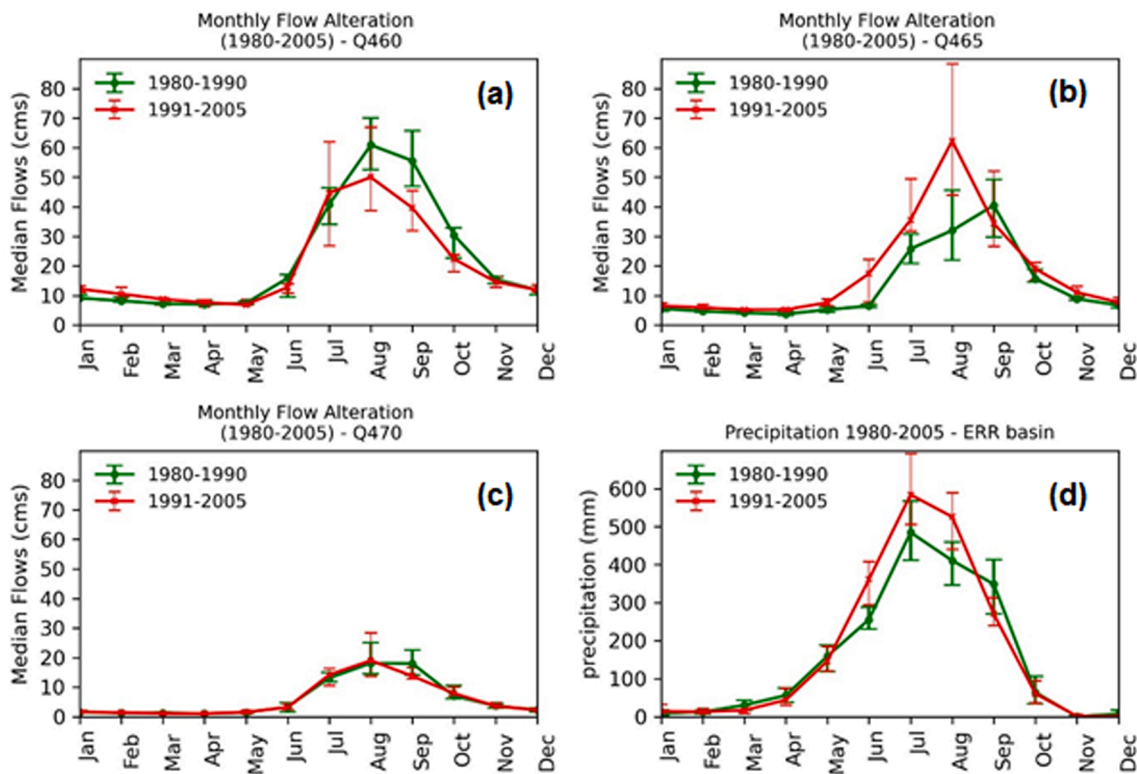 Monthly Flow Alteration
(1980-2005) - Q460
1980-1990
1991-2005
(a)
Median Flows (cms)
80
70
60
50
40
30
20
10
0
Jan
Feb
Mar
Apr
May
Jun
Jul
Aug
Sep
Oct
Nov
Dec
Monthly Flow Alteration
(1980-2005) - Q465
1980-1990
1991-2005
(b)
Median Flows (cms)
80
70
60
50
40
30
20
10
0
Jan
Feb
Mar
Apr
May
Jun
Jul
Aug
Sep
Oct
Nov
Dec
Monthly Flow Alteration
(1980-2005) - Q470
1980-1990
1991-2005
(c)
Median Flows (cms)
80
70
60
50
40
30
20
10
0
Jan
Feb
Mar
Apr
May
Jun
Jul
Aug
Sep
Oct
Nov
Dec
Precipitation 1980-2005 - ERR basin
1980-1990
1991-2005
(d)
precipitation (mm)
600
500
400
300
200
100
0
Jan
Feb
Mar
Apr
May
Jun
Jul
Aug
Sep
Oct
Nov
Dec